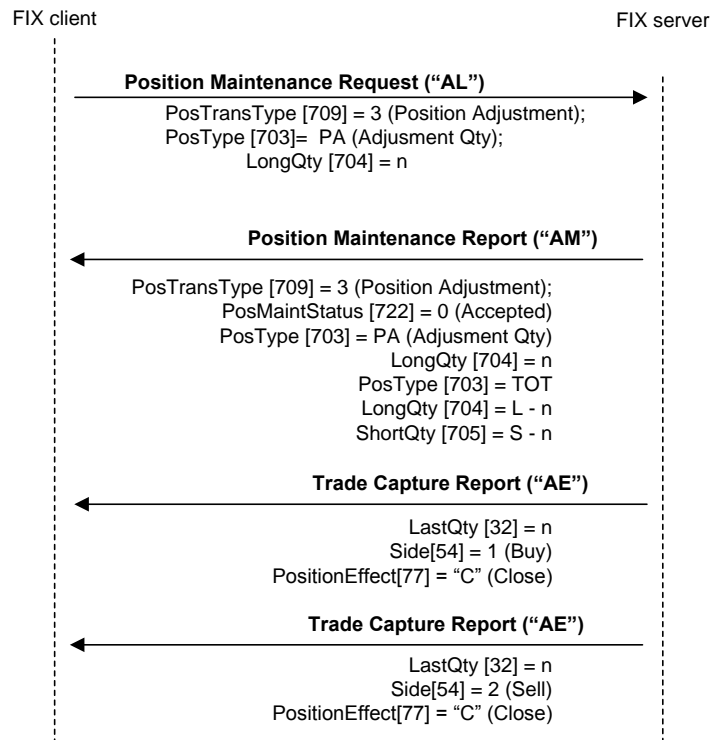 FIX client
FIX server
Position Maintenance Request (“AL”)
PosTransType [709] = 3 (Position Adjustment);
PosType [703]= PA (Adjusment Qty);
LongQty [704] = n
Position Maintenance Report (“AM”)
PosTransType [709] = 3 (Position Adjustment);
PosMaintStatus [722] = 0 (Accepted)
PosType [703] = PA (Adjusment Qty)
LongQty [704] = n
PosType [703] = TOT
LongQty [704] = L - n
ShortQty [705] = S - n
Trade Capture Report (“AE”)
LastQty [32] = n
Side[54] = 1 (Buy)
PositionEffect[77] = “C” (Close)
Trade Capture Report (“AE”)
LastQty [32] = n
Side[54] = 2 (Sell)
PositionEffect[77] = “C” (Close)